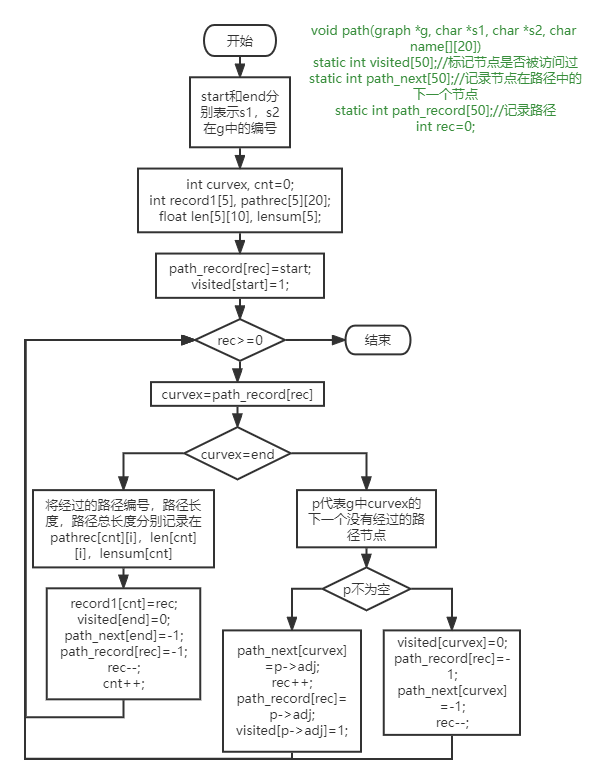 开始
void path(graph *g, char *s1, char *s2, char
name[][20])
static int visited[50];//标记节点是否被访问过
static int path_next[50];//记录节点在路径中的
下一个节点
static int path_record[50];//记录路径
int rec=0;
start和end分
别表示s1，s2
在g中的编号
int curvex, cnt=0;
int record1[5], pathrec[5][20];
float len[5][10], lensum[5];
path_record[rec]=start;
visited[start]=1;
rec>=0
结束
curvex=path_record[rec]
curvex=end
将经过的路径编号，路径长
度，路径总长度分别记录在
pathrec[cnt][i]，len[cnt]
[i]，lensum[cnt]
p代表g中curvex的
下一个没有经过的路
径节点
p不为空
record1[cnt]=rec;
visited[end]=0;
path_next[end]=-1;
path_record[rec]=-1;
rec--;
cnt++;
path_next[curvex]
=p->adj;
rec++;
path_record[rec]=
p->adj;
visited[p->adj]=1;
visited[curvex]=0;
path_record[rec]=-
1;
path_next[curvex]
=-1;
rec--;